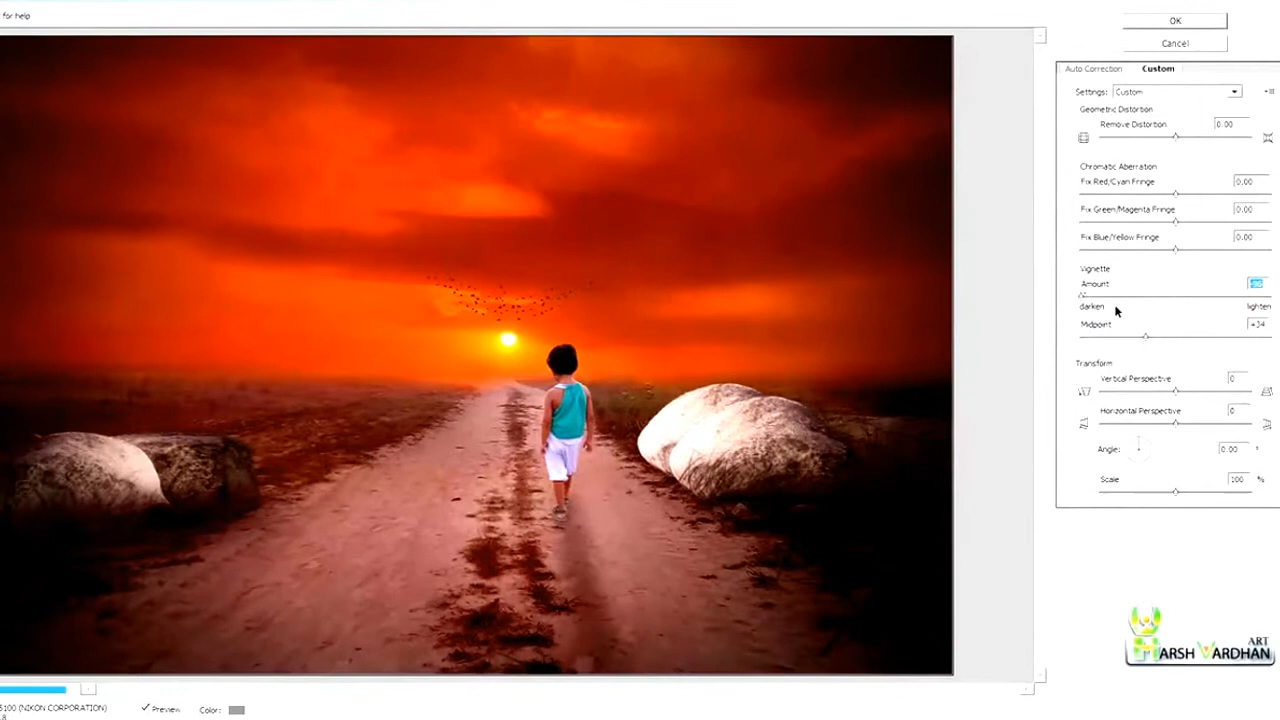 for help
OK
Cancel
Auto Correction Custom
Settings: Custom
Geometric Distortion
Remove Distortion 0.00
Chromatic Aberration
Fix Red/Cyan Fringe 0.00
Fix Green/Magenta Fringe 0.00
Fix Blue/Yellow Fringe 0.00
Vignette
Amount
darken lighten
Midpoint +34
Transform
Vertical Perspective 0
Horizontal Perspective 0
Angle: 0.00 °
Scale 100 %
ART
HARSH VARDHAN
5100 (NIKON CORPORATION)
Preview Color: